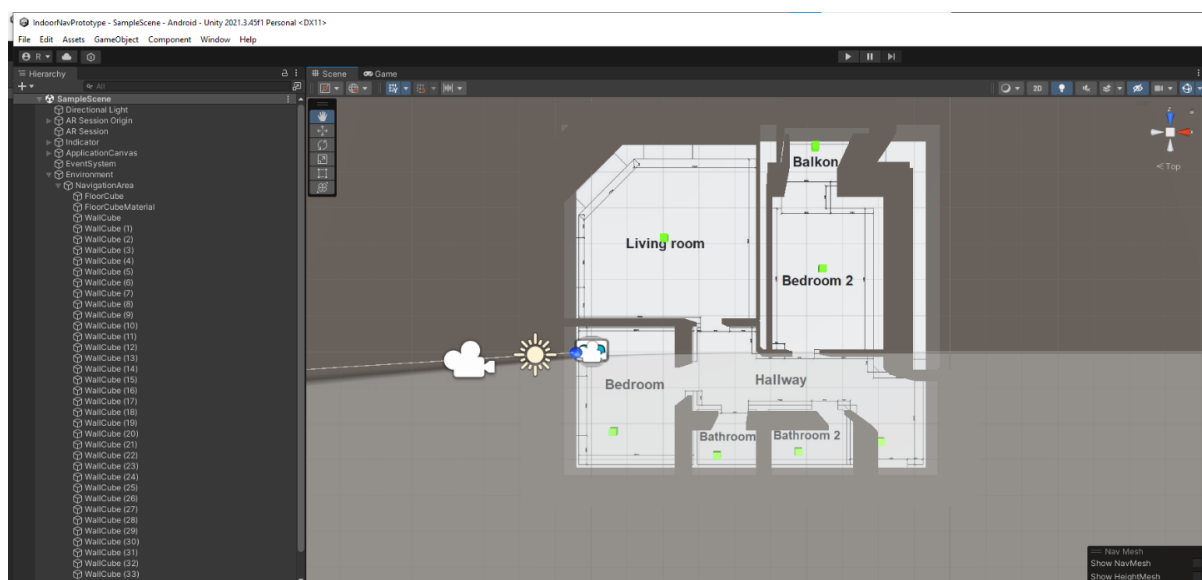 IndoorNavPrototype - SampleScene - Android - Unity 2021.3.45f1 Personal <DX11>
File Edit Assets GameObject Component Window Help
R
Hierarchy
Scene Game
All
2D
SampleScene
Directional Light
AR Session Origin
AR Session
Indicator
ApplicationCanvas
EventSystem
Environment
NavigationArea
FloorCube
FloorCubeMaterial
WallCube
WallCube (1)
WallCube (2)
WallCube (3)
WallCube (4)
WallCube (5)
WallCube (6)
WallCube (7)
WallCube (8)
WallCube (9)
WallCube (10)
WallCube (11)
WallCube (12)
WallCube (13)
WallCube (14)
WallCube (15)
WallCube (16)
WallCube (17)
WallCube (18)
WallCube (19)
WallCube (20)
WallCube (21)
WallCube (22)
WallCube (23)
WallCube (24)
WallCube (25)
WallCube (26)
WallCube (27)
WallCube (28)
WallCube (29)
WallCube (30)
WallCube (31)
WallCube (32)
WallCube (33)
z
x
Top
Balkon
Living room
Bedroom 2
Bedroom
Hallway
Bathroom
Bathroom 2
Nav Mesh
Show NavMesh
Show HeightMesh